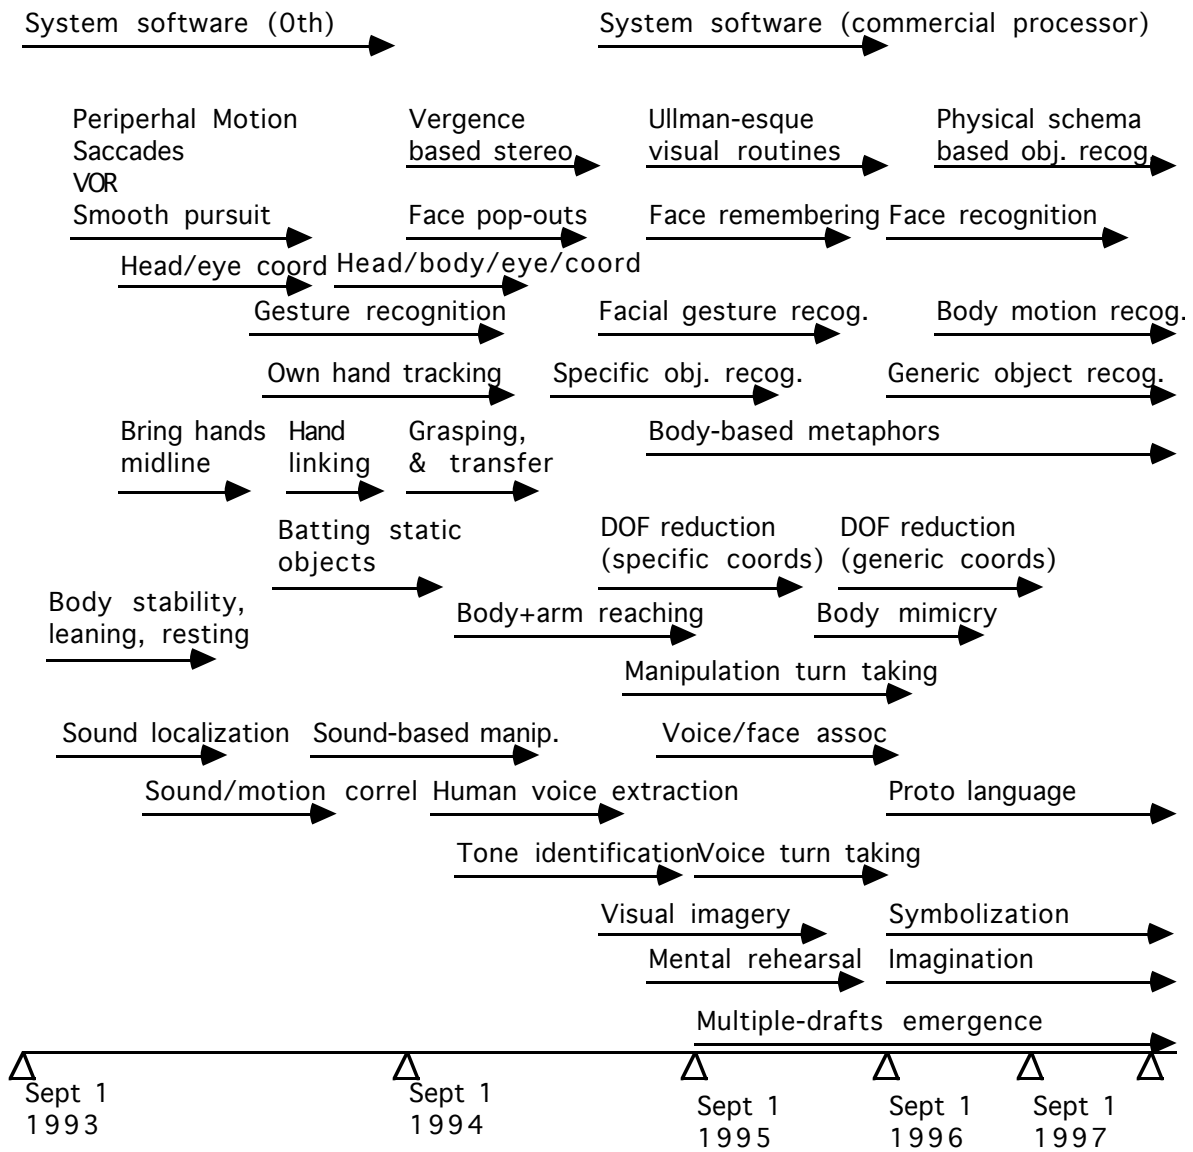 System software (0th)
System software (commercial processor)
Periperhal Motion
Saccades
VOR
Smooth pursuit
Vergence
based stereo
Ullman-esque
visual routines
Physical schema
based obj. recog.
Face pop-outs
Face remembering
Face recognition
Head/eye coord
Head/body/eye/coord
Gesture recognition
Facial gesture recog.
Body motion recog.
Own hand tracking
Specific obj. recog.
Generic object recog.
Bring hands
midline
Hand
linking
Grasping,
& transfer
Body-based metaphors
Batting static
objects
DOF reduction
(specific coords)
DOF reduction
(generic coords)
Body stability,
leaning, resting
Body+arm reaching
Body mimicry
Manipulation turn taking
Sound localization
Sound-based manip.
Voice/face assoc
Sound/motion correl
Human voice extraction
Proto language
Tone identification
Voice turn taking
Visual imagery
Symbolization
Mental rehearsal
Imagination
Multiple-drafts emergence
Sept 1
1993
Sept 1
1994
Sept 1
1995
Sept 1
1996
Sept 1
1997